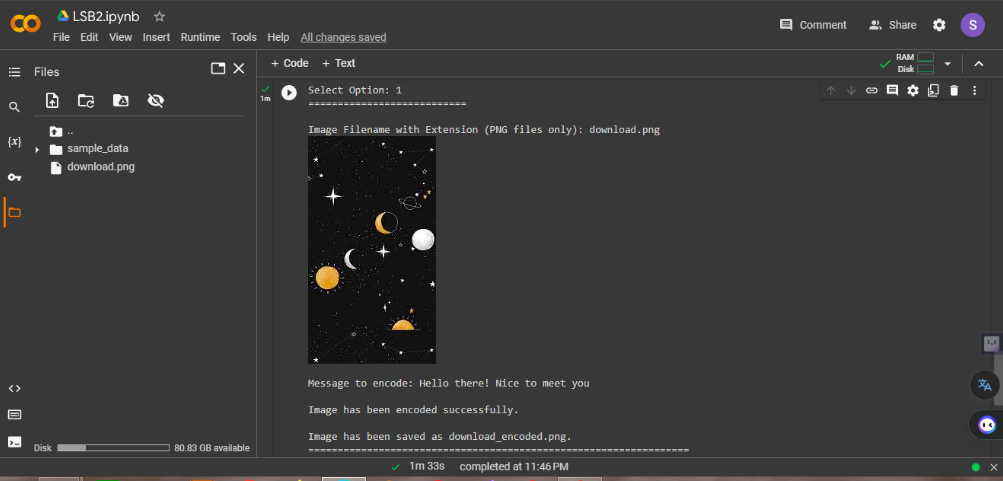 LSB2.ipynb
File Edit View Insert Runtime Tools Help All changes saved
Comment Share S
+ Code + Text
RAM
Disk
Files
..
sample_data
download.png
{x}
1m
Select Option: 1
===========================
Image Filename with Extension (PNG files only): download.png
Message to encode: Hello there! Nice to meet you
Image has been encoded successfully.
Image has been saved as download_encoded.png.
=================================================================
Disk 80.83 GB available
1m 33s completed at 11:46 PM